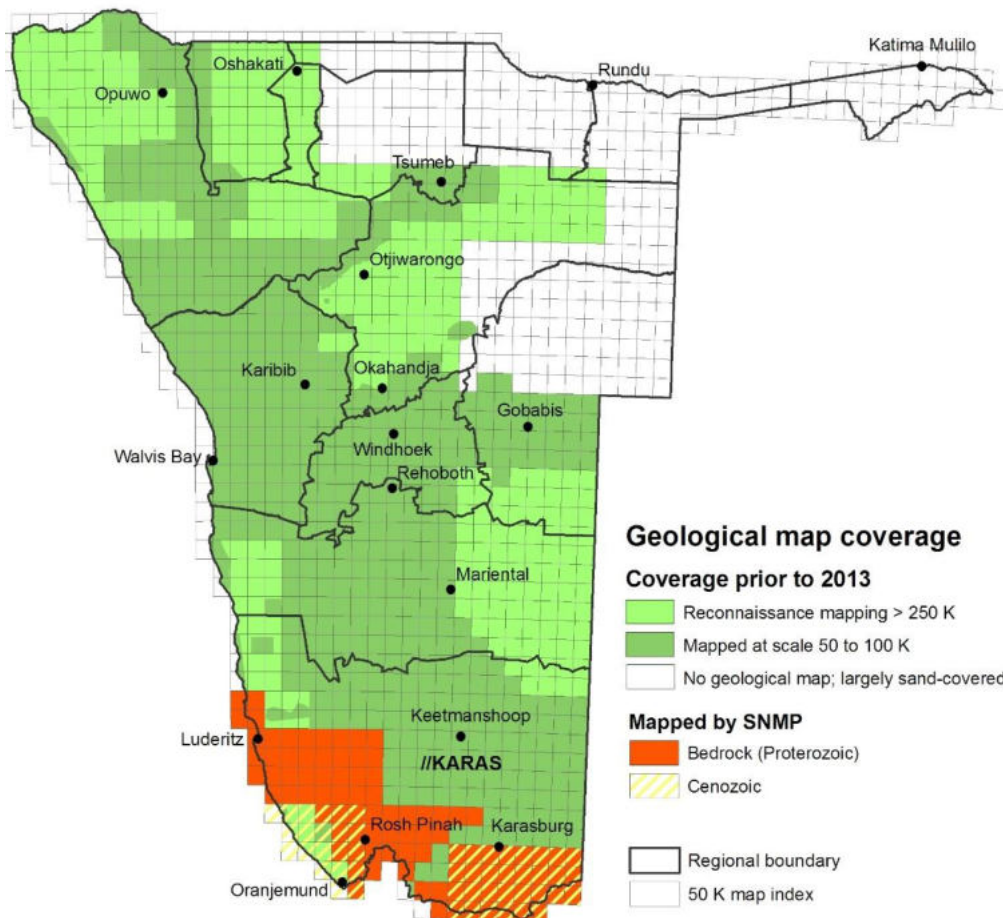 Katima Mulilo
Oshakati
Rundu
Opuwo
Tsumeb
Otjiwarongo
Karibib
Okahandja
Gobabis
Windhoek
Walvis Bay
Rehoboth
Mariental
Keetmanshoop
Luderitz
//KARAS
Rosh Pinah
Karasburg
Oranjemund
Geological map coverage
Coverage prior to 2013
Reconnaissance mapping > 250 K
Mapped at scale 50 to 100 K
No geological map; largely sand-covered
Mapped by SNMP
Bedrock (Proterozoic)
Cenozoic
Regional boundary
50 K map index